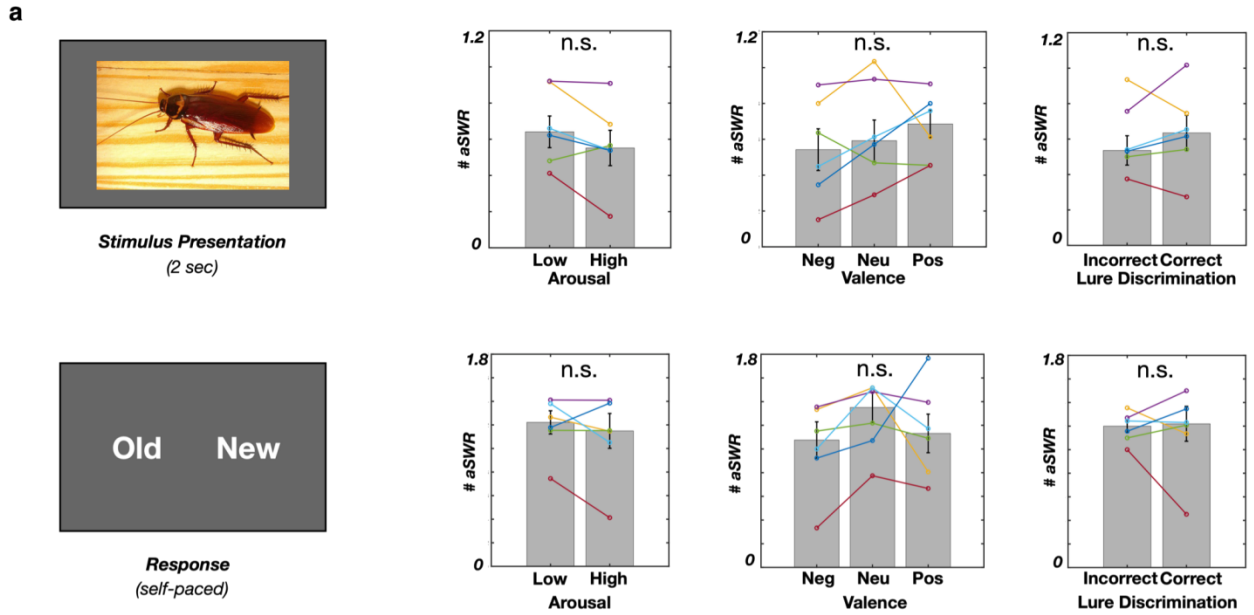 a
Stimulus Presentation
(2 sec)
1.2
n.s.
# aSWR
0
Low High
Arousal
1.2
n.s.
# aSWR
0
Neg Neu Pos
Valence
1.2
n.s.
# aSWR
0
Incorrect Correct
Lure Discrimination
Old New
Response
(self-paced)
1.8
n.s.
# aSWR
0
Low High
Arousal
1.8
n.s.
# aSWR
0
Neg Neu Pos
Valence
1.8
n.s.
# aSWR
0
Incorrect Correct
Lure Discrimination